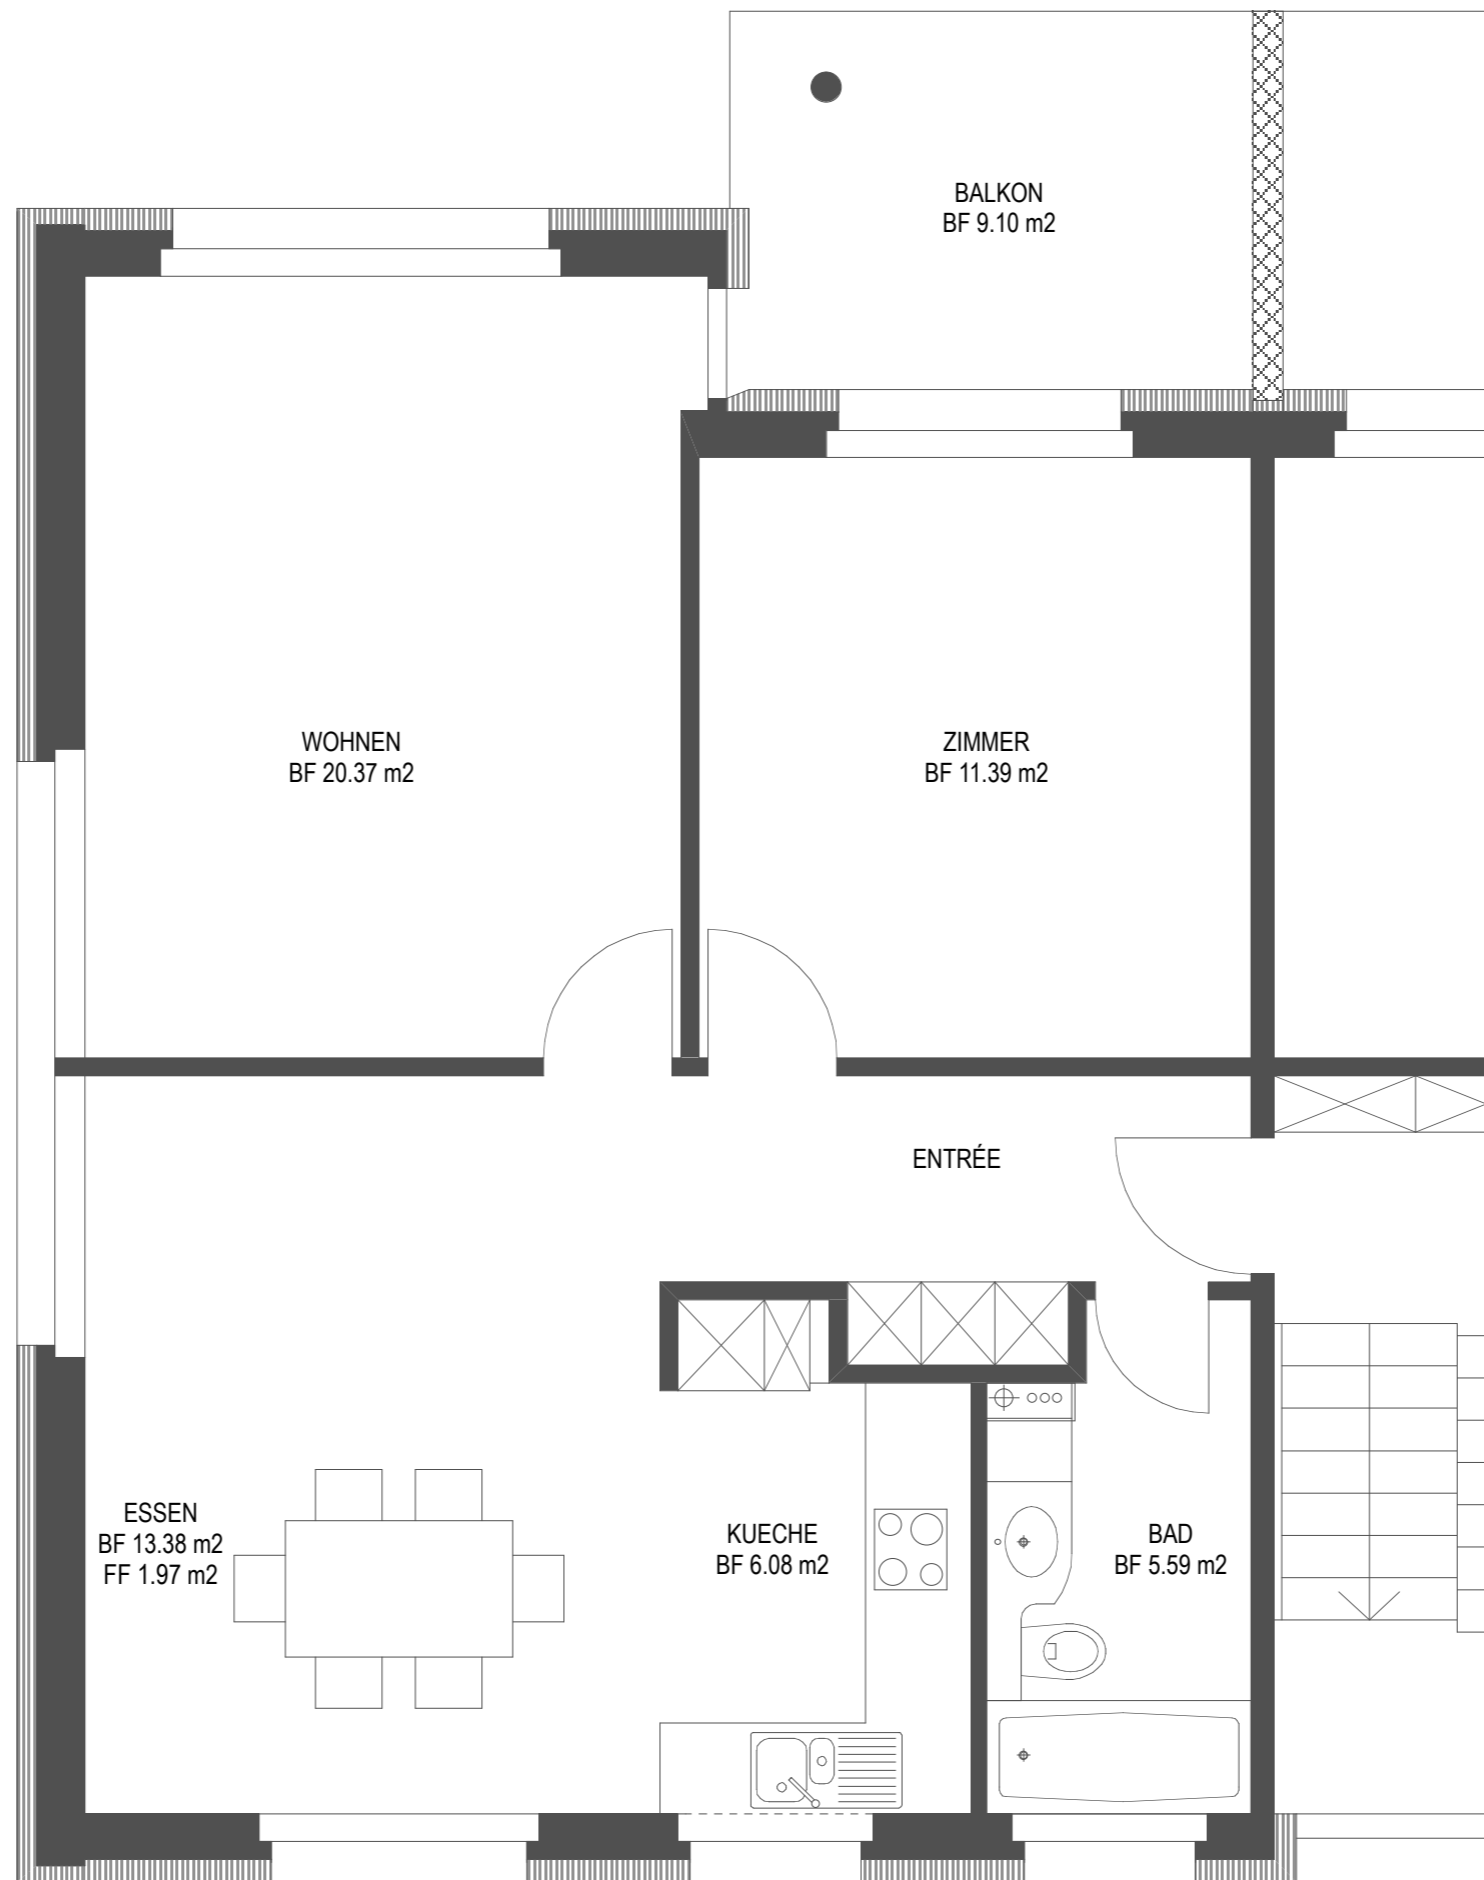 BALKON
BF 9.10 m2
WOHNEN
BF 20.37 m2
ZIMMER
BF 11.39 m2
ENTRÉE
ESSEN
BF 13.38 m2
FF 1.97 m2
KUECHE
BF 6.08 m2
BAD
BF 5.59 m2